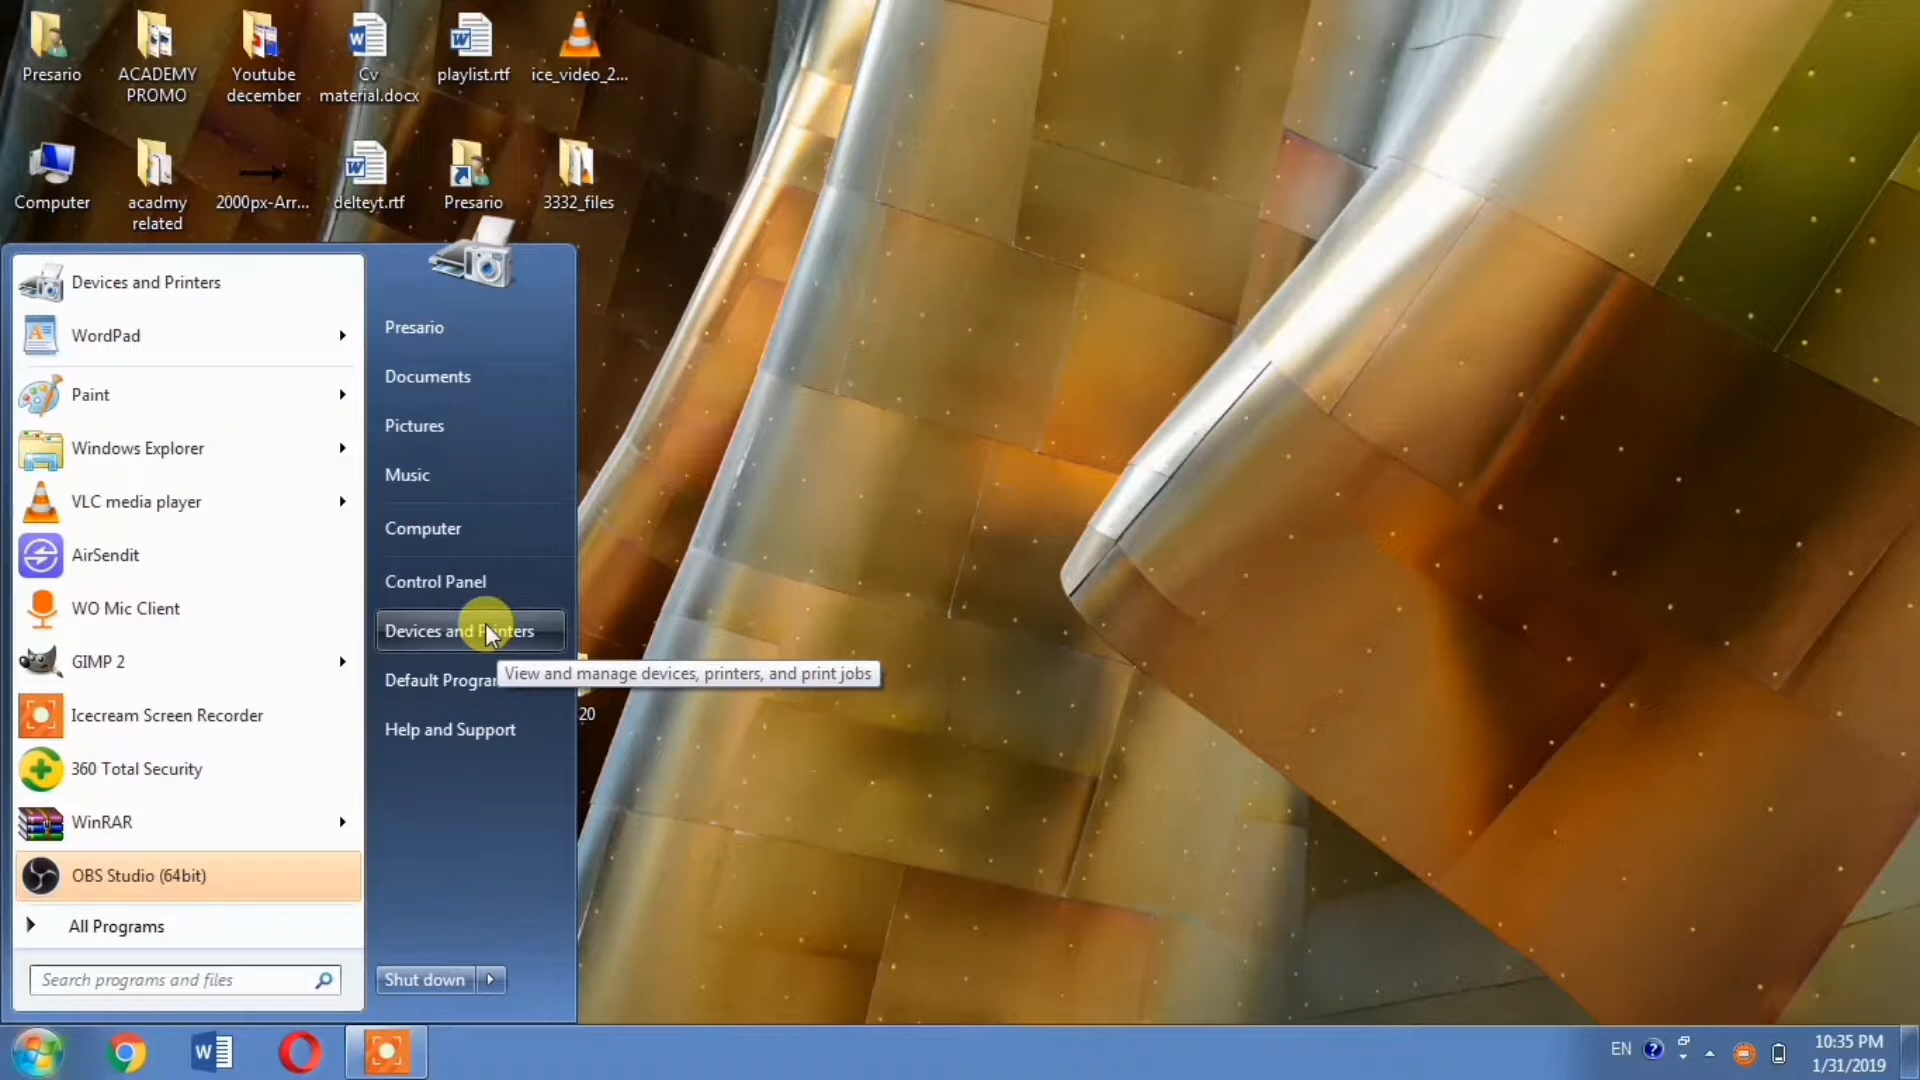 Presario
ACADEMY
PROMO
Youtube
december
Cv
material.docx
playlist.rtf
ice_video_2...
Computer
acadmy
related
2000px-Arr...
delteyt.rtf
Presario
3332_files
Devices and Printers
WordPad
Paint
Windows Explorer
VLC media player
AirSendit
WO Mic Client
GIMP 2
Icecream Screen Recorder
360 Total Security
WinRAR
OBS Studio (64bit)
All Programs
Search programs and files
Presario
Documents
Pictures
Music
Computer
Control Panel
Devices and Printers
View and manage devices, printers, and print jobs
Default Progra
Help and Support
20
Shut down
EN
10:35 PM
1/31/2019